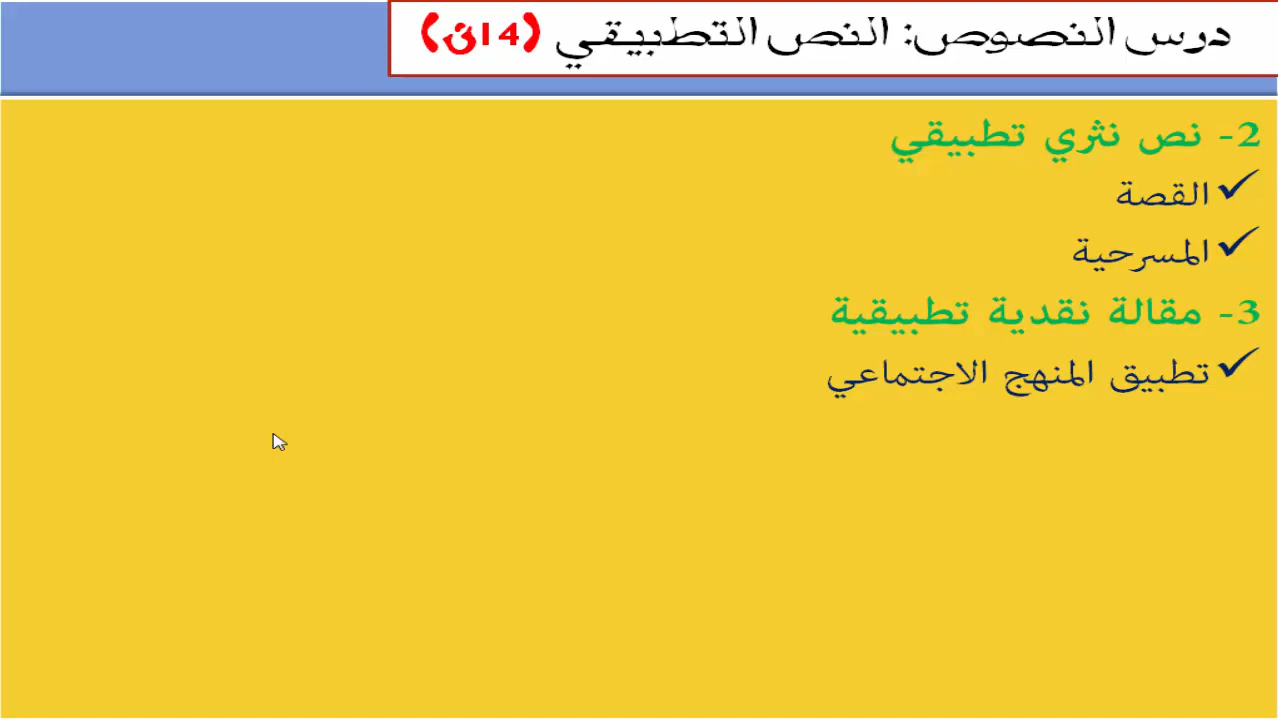 درس النصوص: النص التطبيقي (14ن)
2- نص نثري تطبيقي
✓ القصة
✓ المسرحية
3- مقالة نقدية تطبيقية
✓ تطبيق المنهج الاجتماعي